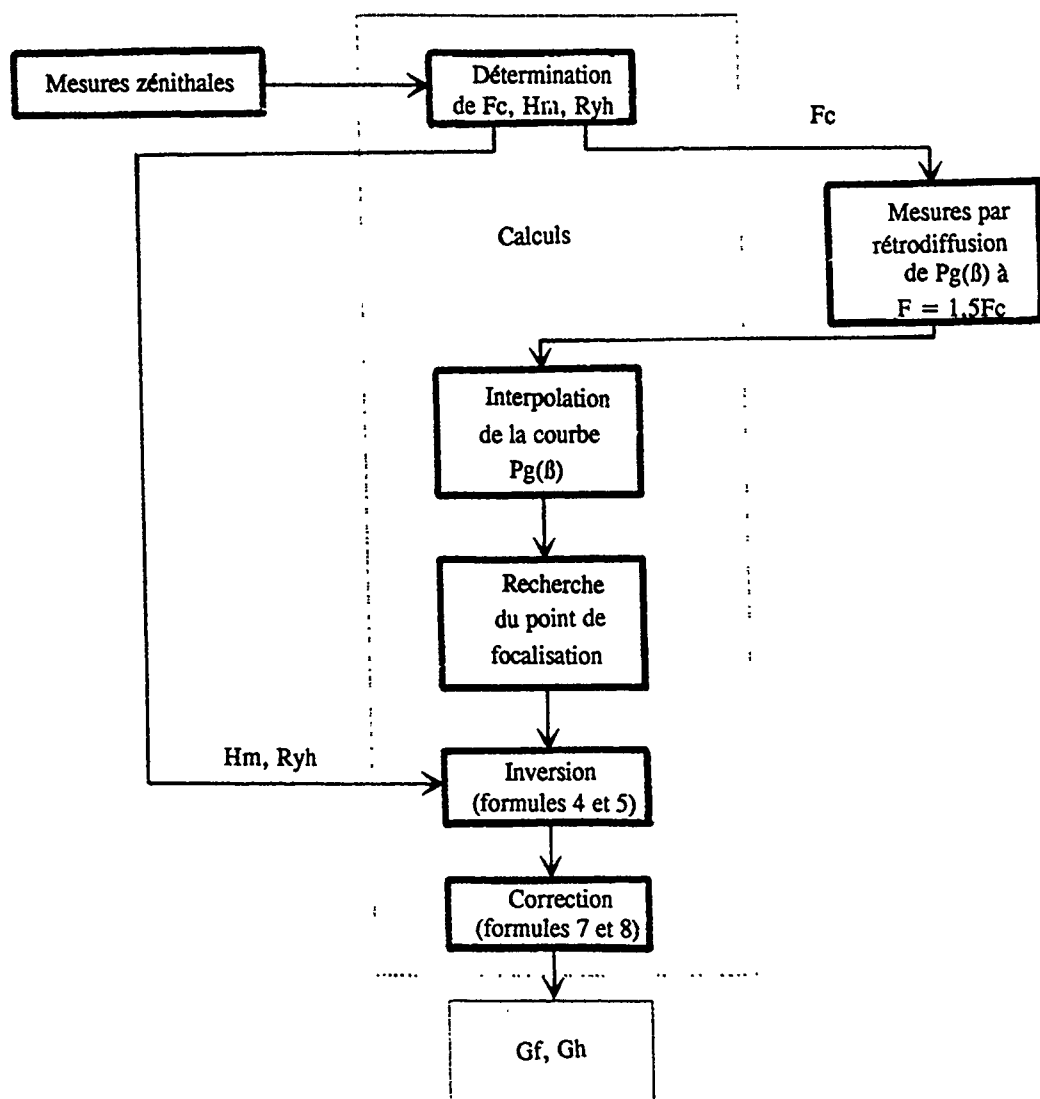 Mesures zénithales
Détermination
de Fc, Hm, Ryh
Fc
Mesures par
rétrodiffusion
de Pg(ß) à
F = 1,5Fc
Calculs
Interpolation
de la courbe
Pg(ß)
Recherche
du point de
focalisation
Hm, Ryh
Inversion
(formules 4 et 5)
Correction
(formules 7 et 8)
Gf, Gh